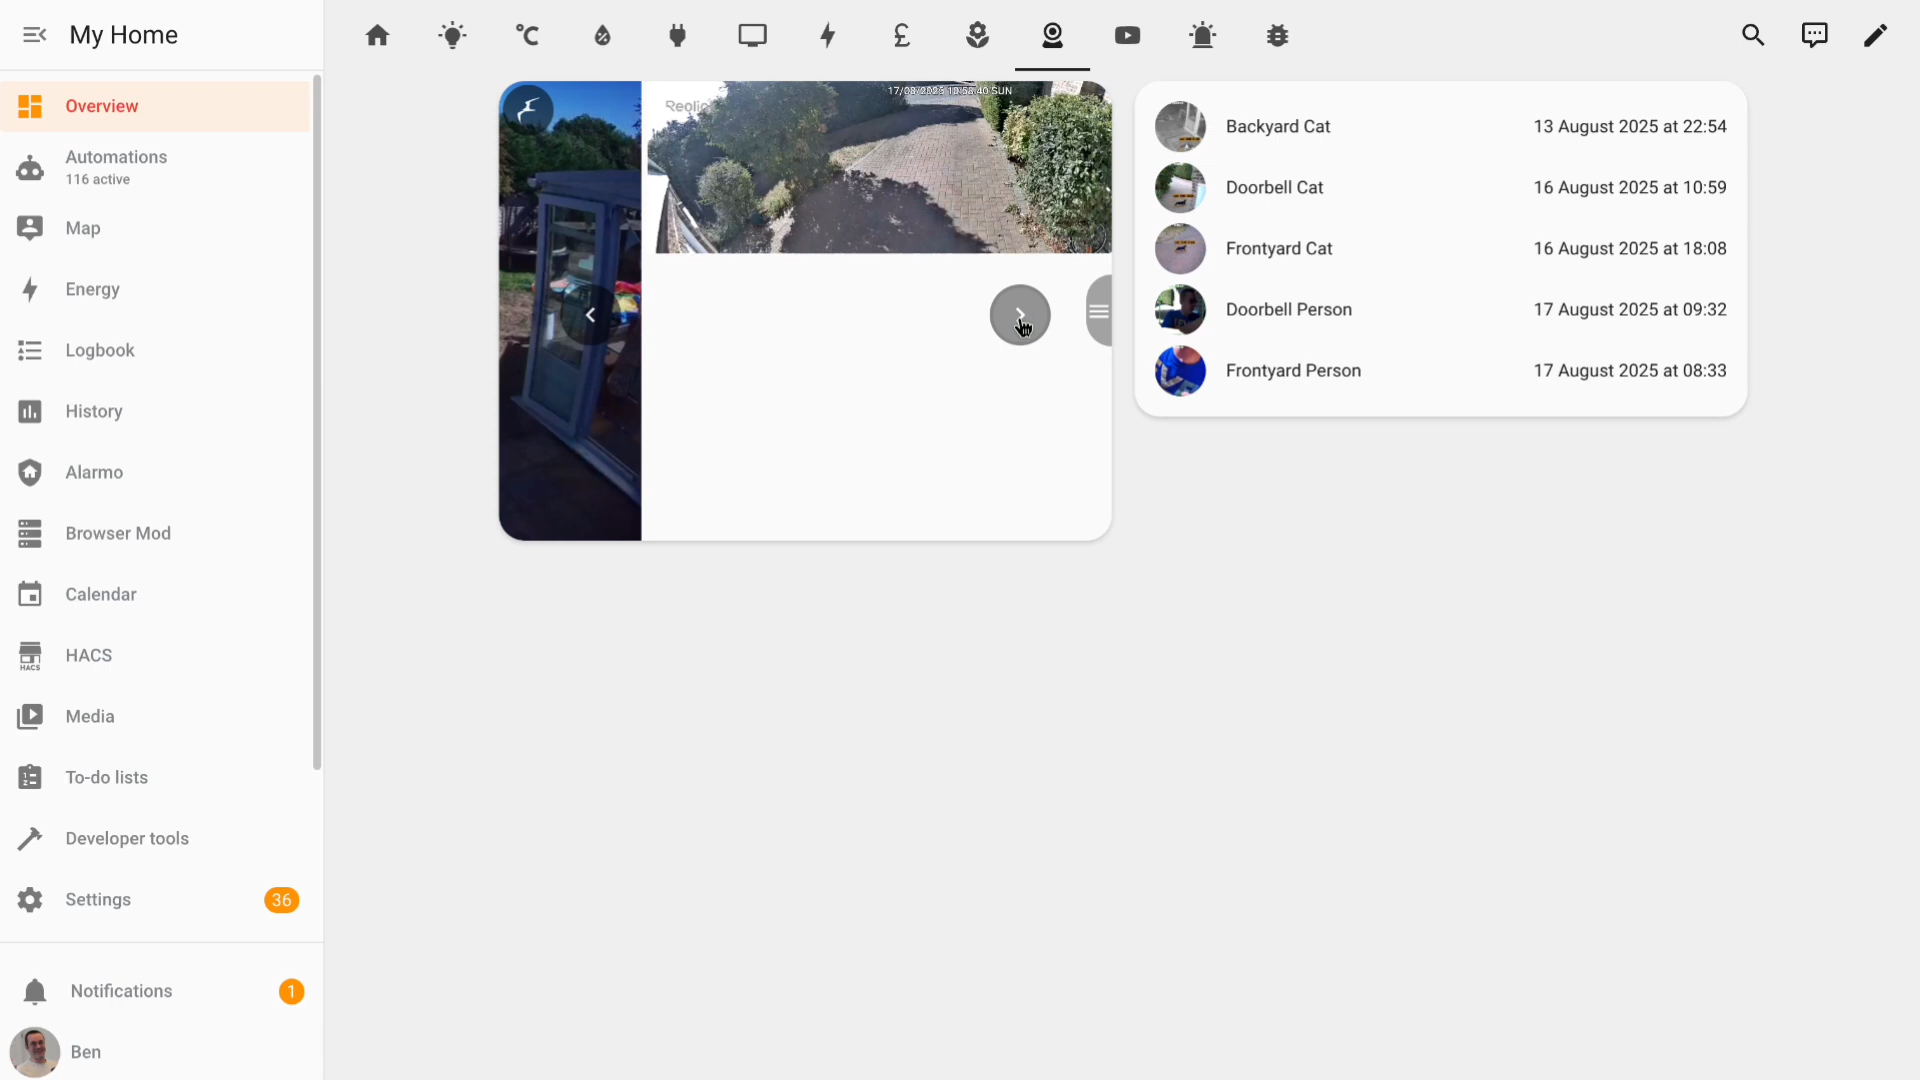 My Home
Overview
Automations
116 active
Map
Energy
Logbook
History
Alarmo
Browser Mod
Calendar
HACS
HACS
Media
To-do lists
Developer tools
Settings
36
Notifications
1
Ben
°C
£
SUN
Backyard Cat
13 August 2025 at 22:54
Doorbell Cat
16 August 2025 at 10:59
Frontyard Cat
16 August 2025 at 18:08
Doorbell Person
17 August 2025 at 09:32
Frontyard Person
17 August 2025 at 08:33